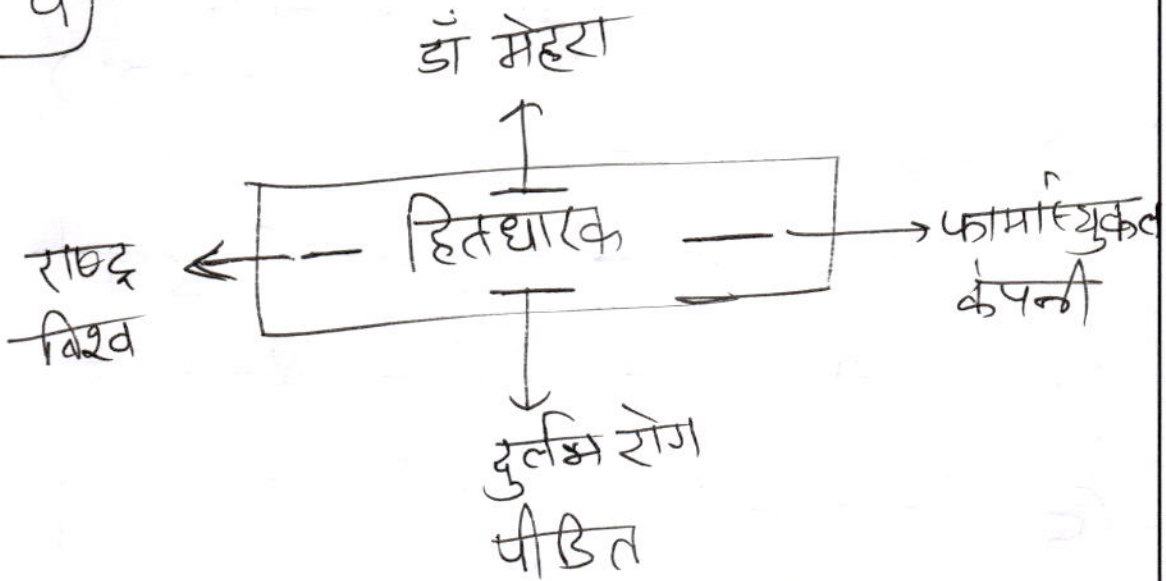 डॉ मेहरा
हितधारक
राष्ट्र
विश्व
फार्मास्युकल
कंपनी
दुर्लभ रोग
पीडित